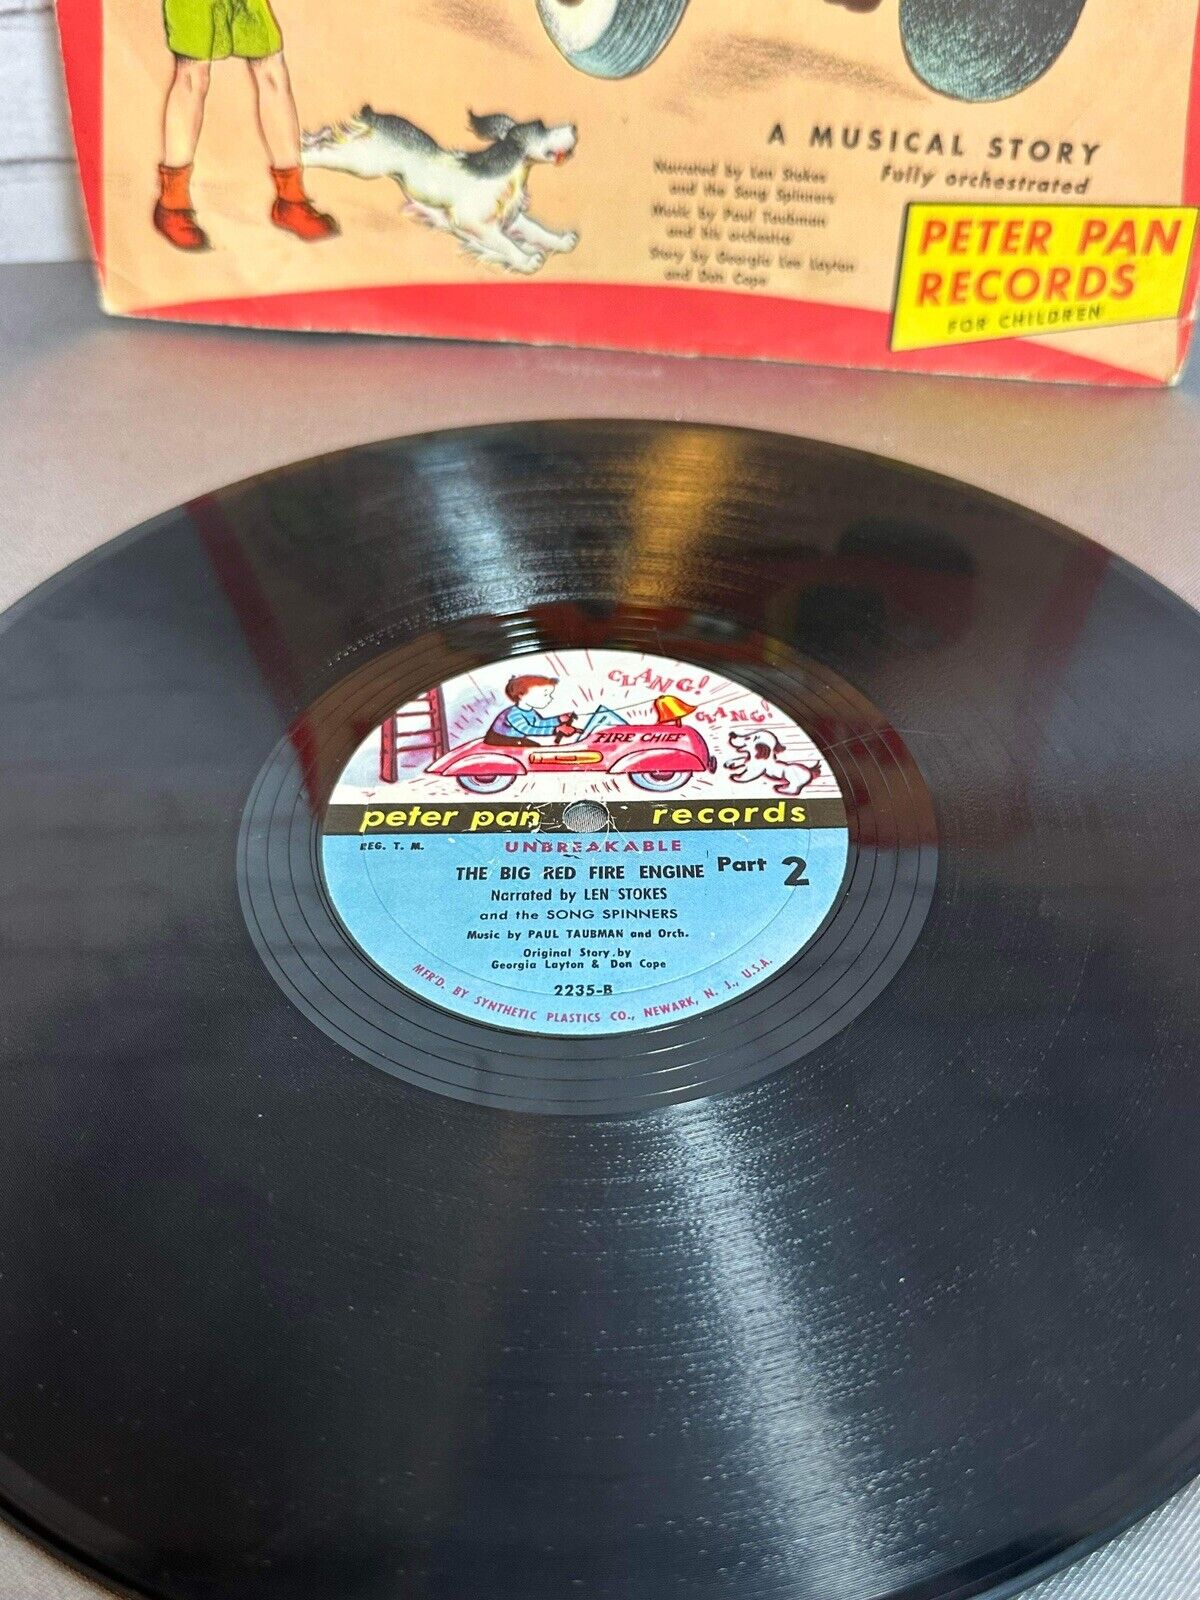 A MUSICAL STORY
Fully orchestrated
Narrated by Len Stokes
and the Song Spinners
Music by Paul Taubman
and his orchestra
Story by Georgia Lee Layton
and Don Cope
PETER PAN
RECORDS
FOR CHILDREN
CLANG!
CLANG!
FIRE CHIEF
peter pan records
REG. T. M.
UNBREAKABLE
THE BIG RED FIRE ENGINE Part 2
Narrated by LEN STOKES
and the SONG SPINNERS
Music by PAUL TAUBMAN and Orch.
Original Story by
Georgia Layton & Don Cope
2235-B
MFR'D. BY SYNTHETIC PLASTICS CO., NEWARK, N. J., U.S.A.